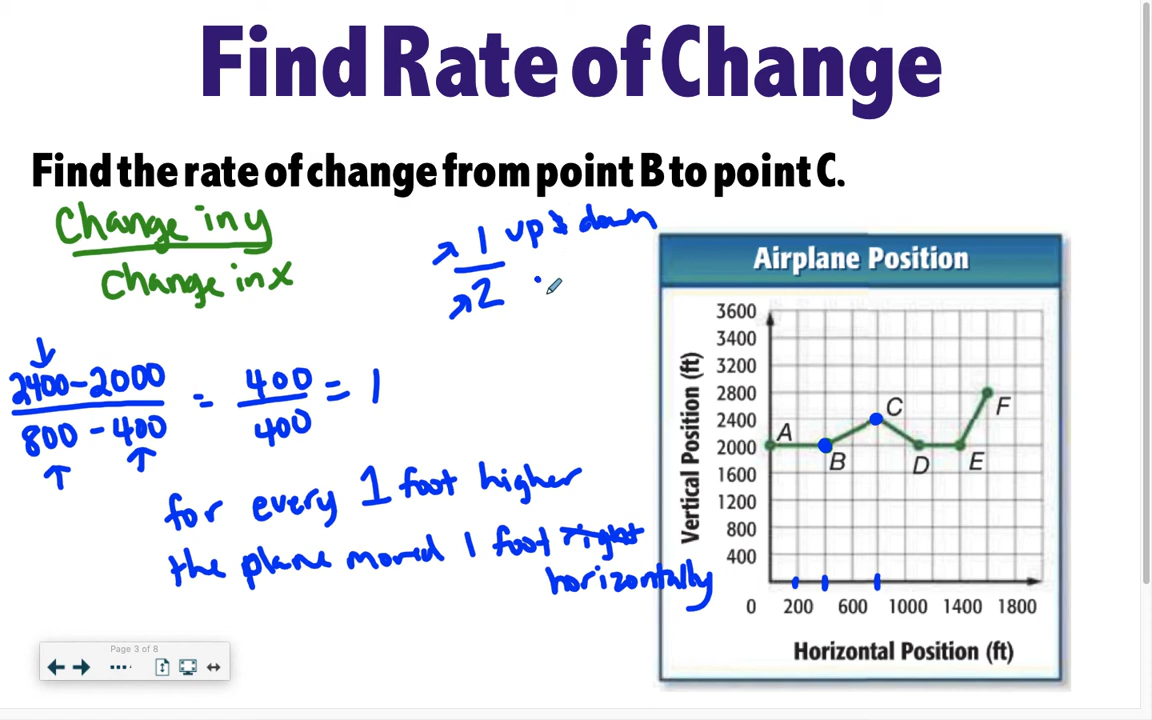 Find Rate of Change
Find the rate of change from point B to point C.
Change in y
Change in x
1 up & down
2
2400-2000
800-400
=
400
400
= 1
for every 1 foot higher
the plane moved 1 foot right
horizontally
Airplane Position
Vertical Position (ft)
3600
3400
3200
2800
2400
2000
1600
1200
800
400
A
B
C
D
E
F
0 200 600 1000 1400 1800
Horizontal Position (ft)
Page 3 of 8